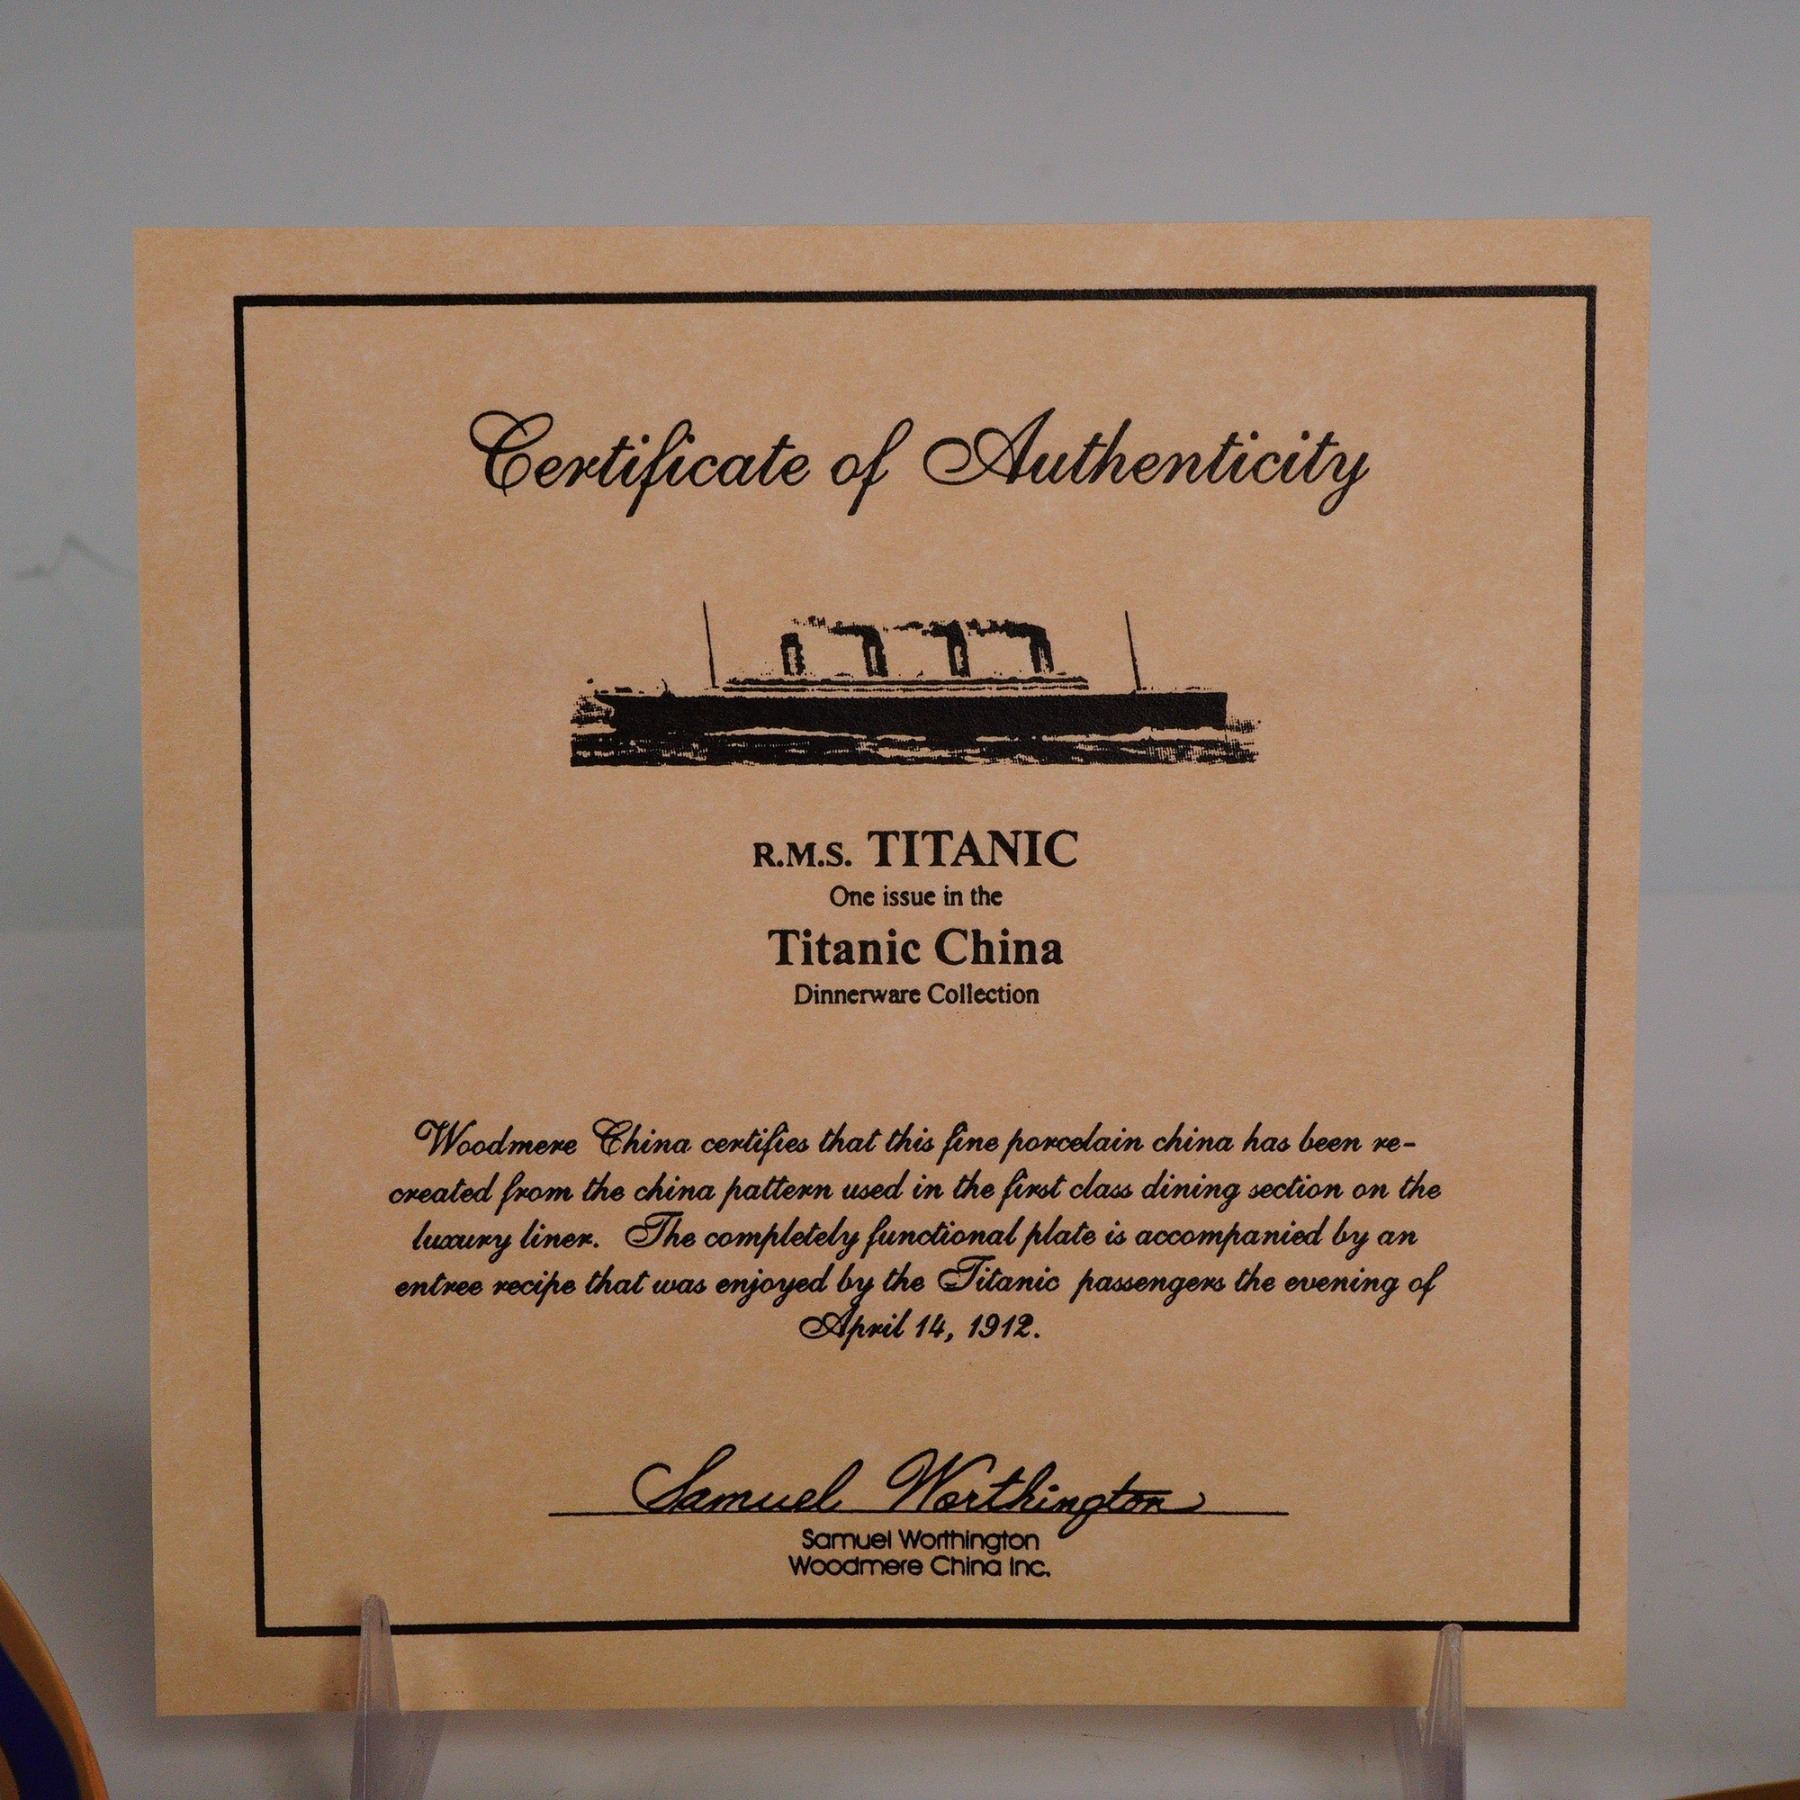 Certificate of Authenticity
R.M.S. TITANIC
One issue in the
Titanic China
Dinnerware Collection
Woodmere China certifies that this fine porcelain china has been re-
created from the china pattern used in the first class dining section on the
luxury liner. The completely functional plate is accompanied by an
entree recipe that was enjoyed by the Titanic passengers the evening of
April 14, 1912.
Samuel Worthington
Samuel Worthington
Woodmere China Inc.